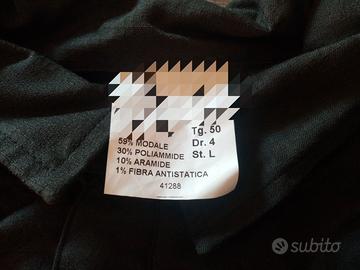 Tg. 50
59% MODALE Dr. 4
30% POLIAMMIDE St. L
10% ARAMIDE
1% FIBRA ANTISTATICA
41288
subito